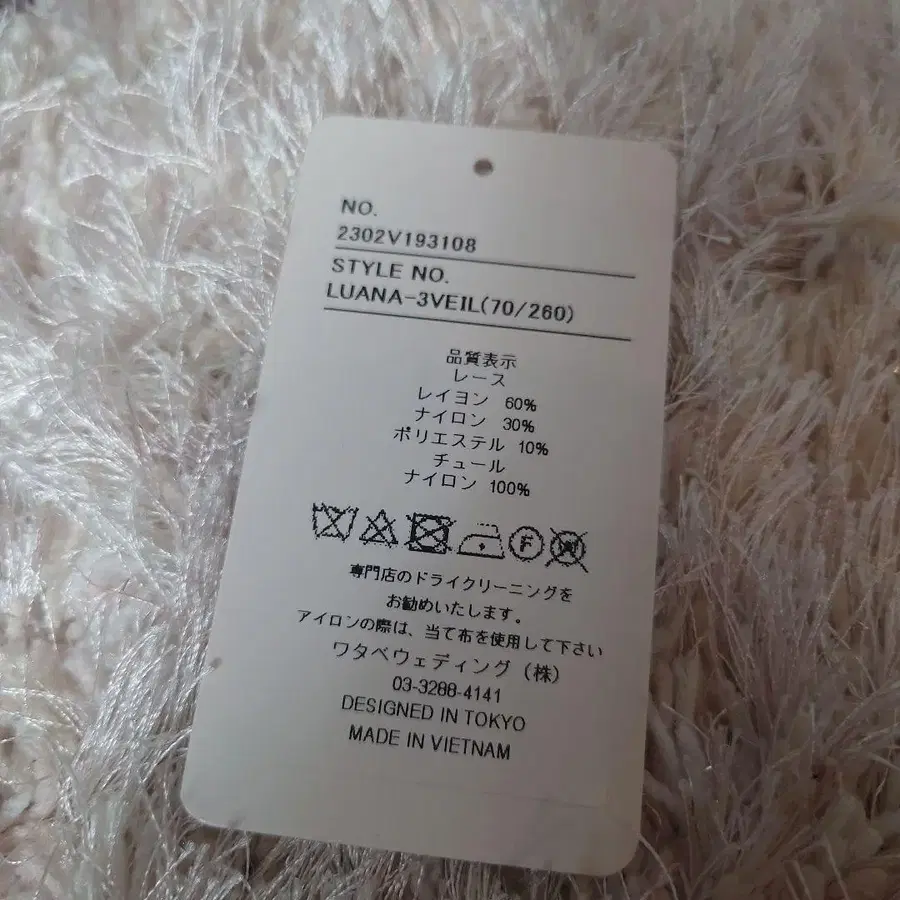 NO.
2302V193108
STYLE NO.
LUANA-3VEIL(70/260)
品質表示
レース
レイヨン 60%
ナイロン 30%
ポリエステル 10%
チュール
ナイロン 100%
F
W
専門店のドライクリーニングを
お勧めいたします。
アイロンの際は、当て布を使用して下さい
ワタベウェディング（株）
03-3288-4141
DESIGNED IN TOKYO
MADE IN VIETNAM